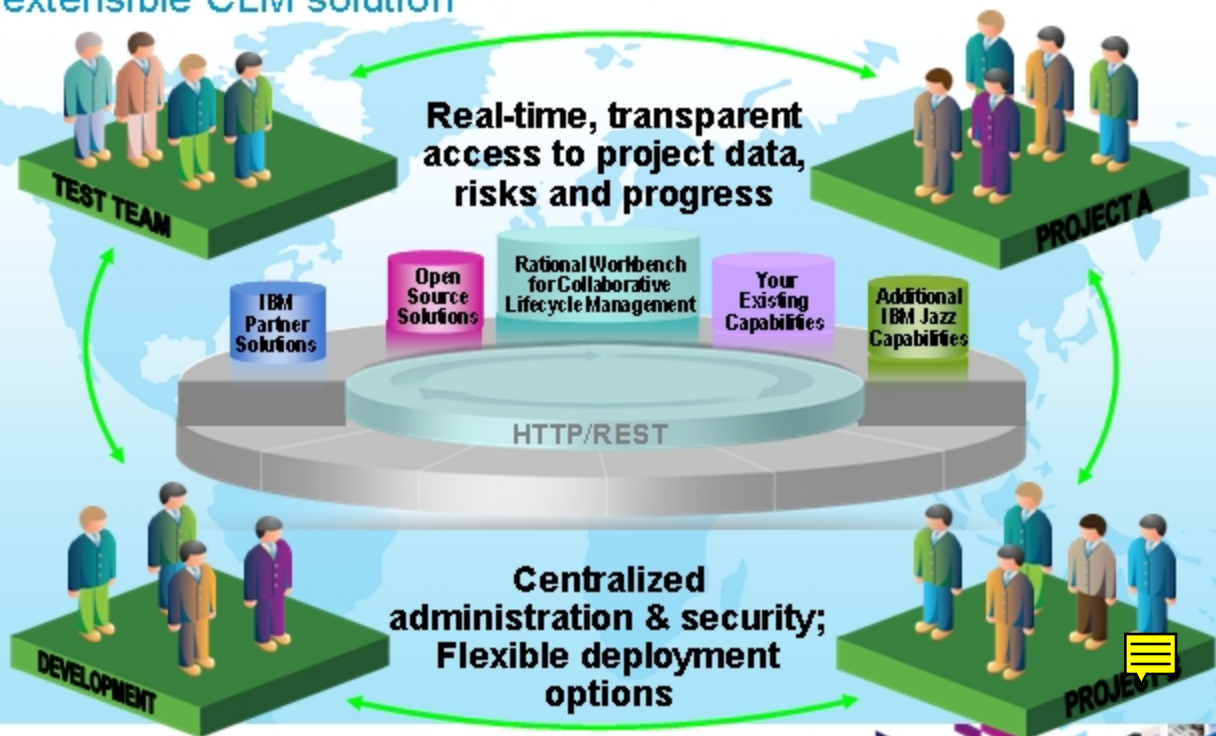 extensible CLM solution
Real-time, transparent
access to project data,
risks and progress
TEST TEAM
PROJECT A
IBM
Partner
Solutions
Open
Source
Solutions
Rational Workbench
for Collaborative
Lifecycle Management
Your
Existing
Capabilities
Additional
IBM Jazz
Capabilities
HTTP/REST
Centralized
administration & security;
Flexible deployment
options
DEVELOPMENT
PROJECT B